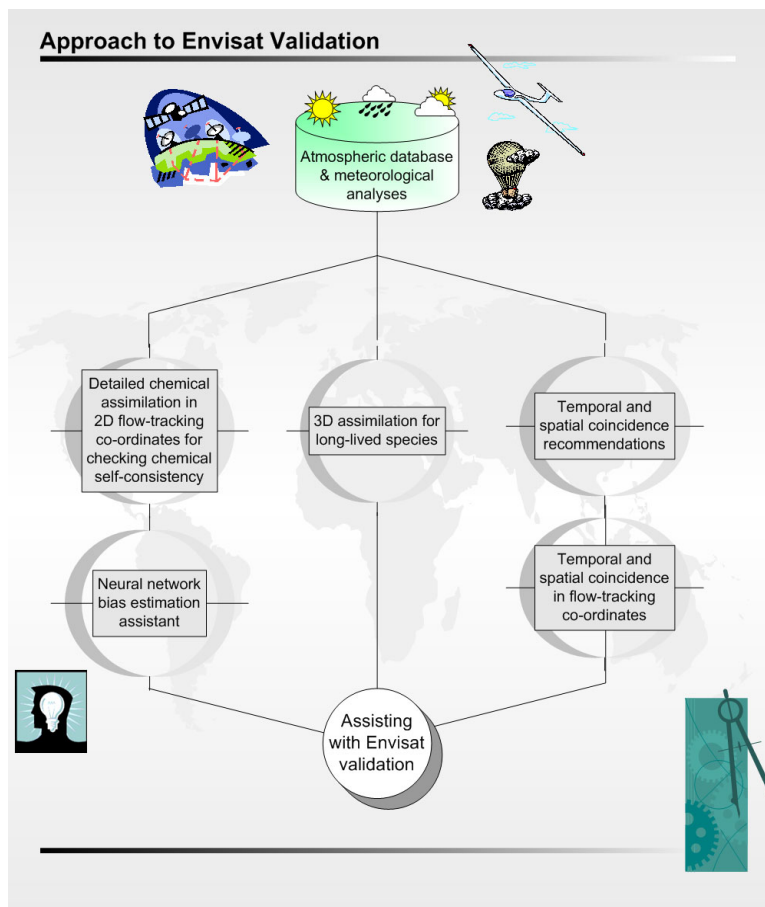 Approach to Envisat Validation
Atmospheric database
& meteorological
analyses
Detailed chemical
assimilation in
2D flow-tracking
co-ordinates for
checking chemical
self-consistency
3D assimilation for
long-lived species
Temporal and
spatial coincidence
recommendations
Neural network
bias estimation
assistant
Temporal and
spatial coincidence
in flow-tracking
co-ordinates
Assisting
with Envisat
validation